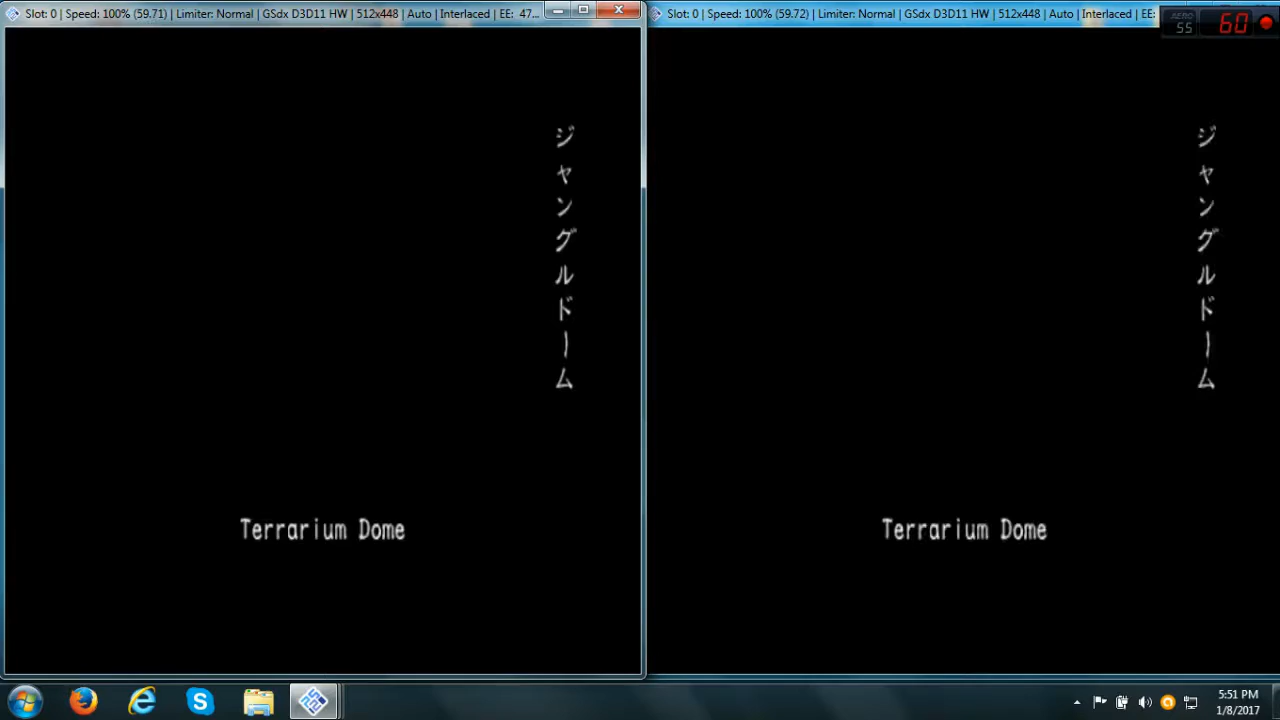 Slot: 0 | Speed: 100% (59.71) | Limiter: Normal | GSdx D3D11 HW | 512x448 | Auto | Interlaced | EE: 47...
Slot: 0 | Speed: 100% (59.72) | Limiter: Normal | GSdx D3D11 HW | 512x448 | Auto | Interlaced | EE:
AERO
55
60
ジャングルドーム
Terrarium Dome
ジャングルドーム
Terrarium Dome
5:51 PM
1/8/2017